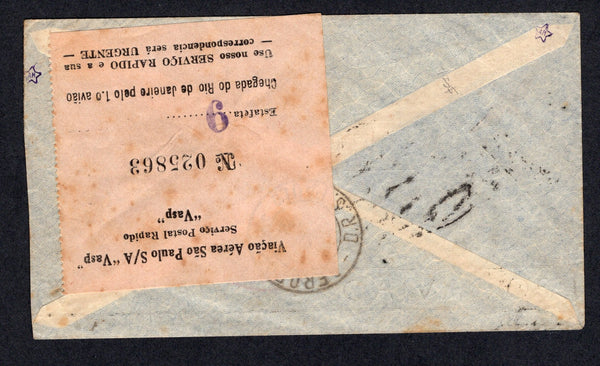 Viação Aérea São Paulo S/A "Vasp"
Serviço Postal Rapido
"Vasp"
№ 025863
Estafeta.............
6
Chegada do Rio de Janeiro pelo 1.o avião
Use nosso SERVIÇO RAPIDO e a sua
— correspondencia será URGENTE —